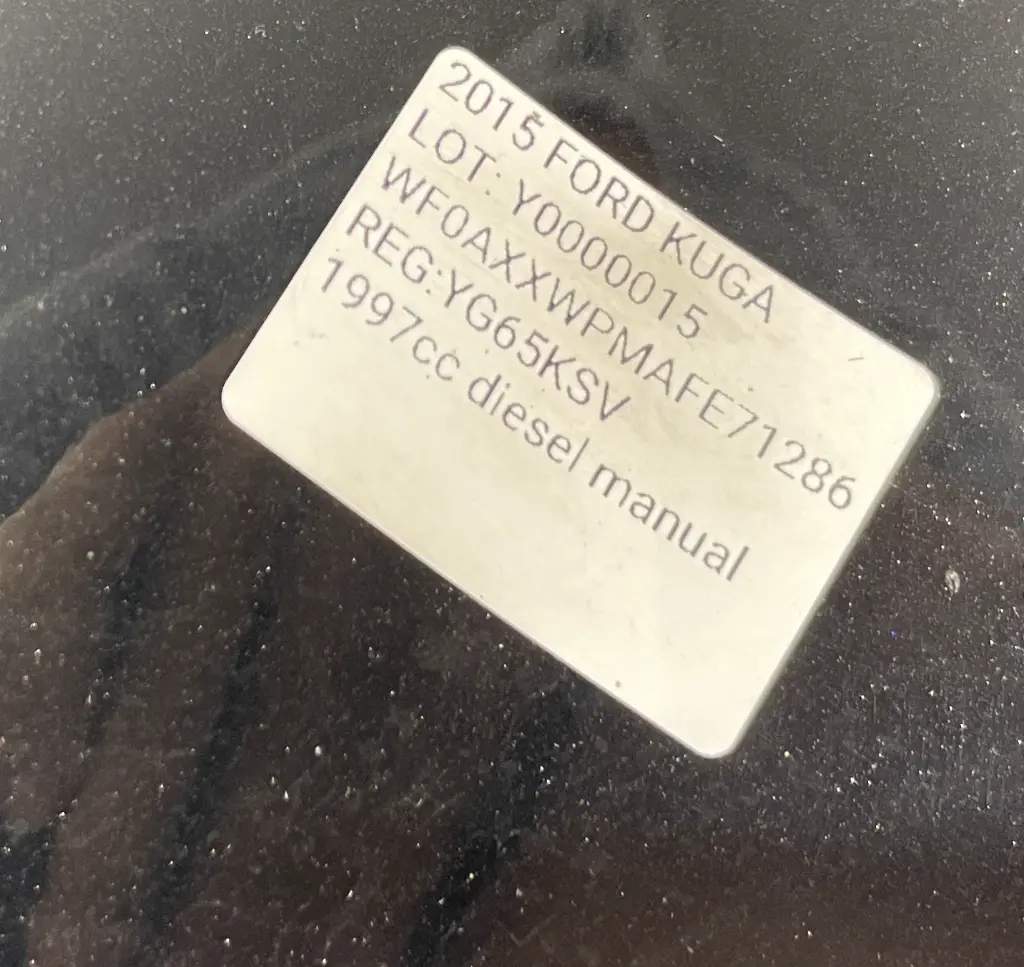 2015 FORD KUGA
LOT: Y0000015
WF0AXXWPMAFE71286
REG:YG65KSV
1997cc diesel manual